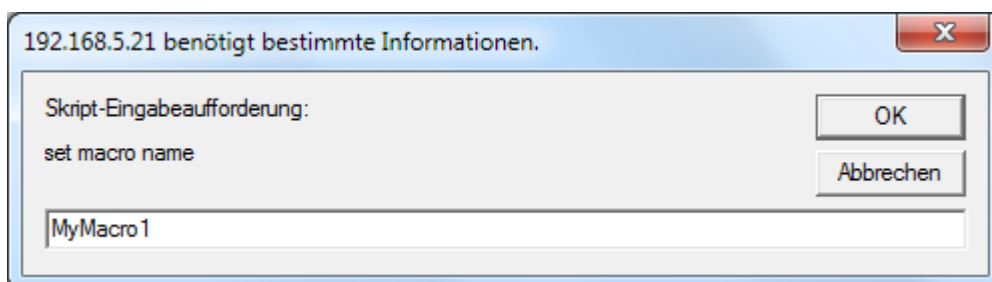 192.168.5.21 benötigt bestimmte Informationen.
Skript-Eingabeaufforderung:
OK
set macro name
Abbrechen
MyMacro1